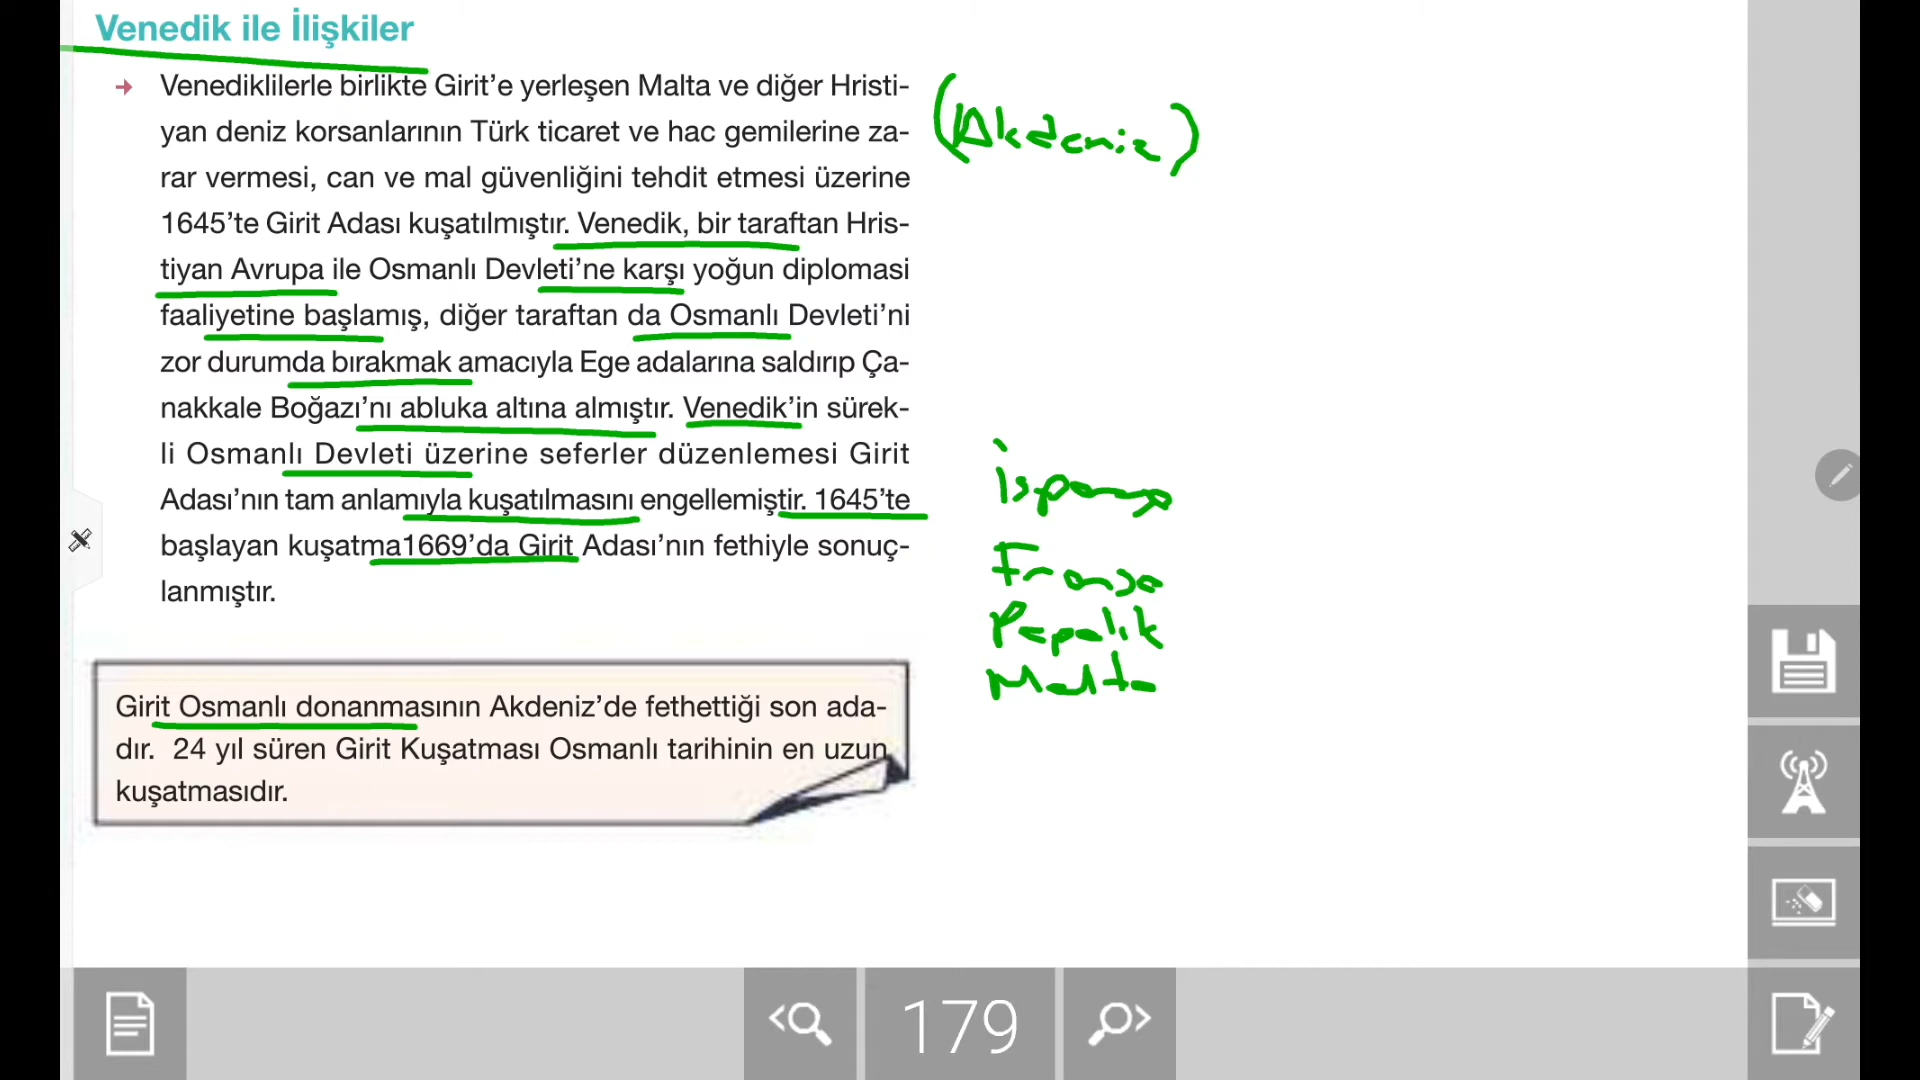 Venedik ile İlişkiler
Venediklilerle birlikte Girit’e yerleşen Malta ve diğer Hristi-
yan deniz korsanlarının Türk ticaret ve hac gemilerine za-
rar vermesi, can ve mal güvenliğini tehdit etmesi üzerine
1645’te Girit Adası kuşatılmıştır. Venedik, bir taraftan Hris-
tiyan Avrupa ile Osmanlı Devleti’ne karşı yoğun diplomasi
faaliyetine başlamış, diğer taraftan da Osmanlı Devleti’ni
zor durumda bırakmak amacıyla Ege adalarına saldırıp Ça-
nakkale Boğazı’nı abluka altına almıştır. Venedik’in sürek-
li Osmanlı Devleti üzerine seferler düzenlemesi Girit
Adası’nın tam anlamıyla kuşatılmasını engellemiştir. 1645’te
başlayan kuşatma1669’da Girit Adası’nın fethiyle sonuç-
lanmıştır.
(Akdeniz)
İspanya
Fransa
Papalık
Malta
Girit Osmanlı donanmasının Akdeniz’de fethettiği son ada-
dır. 24 yıl süren Girit Kuşatması Osmanlı tarihinin en uzun
kuşatmasıdır.
179